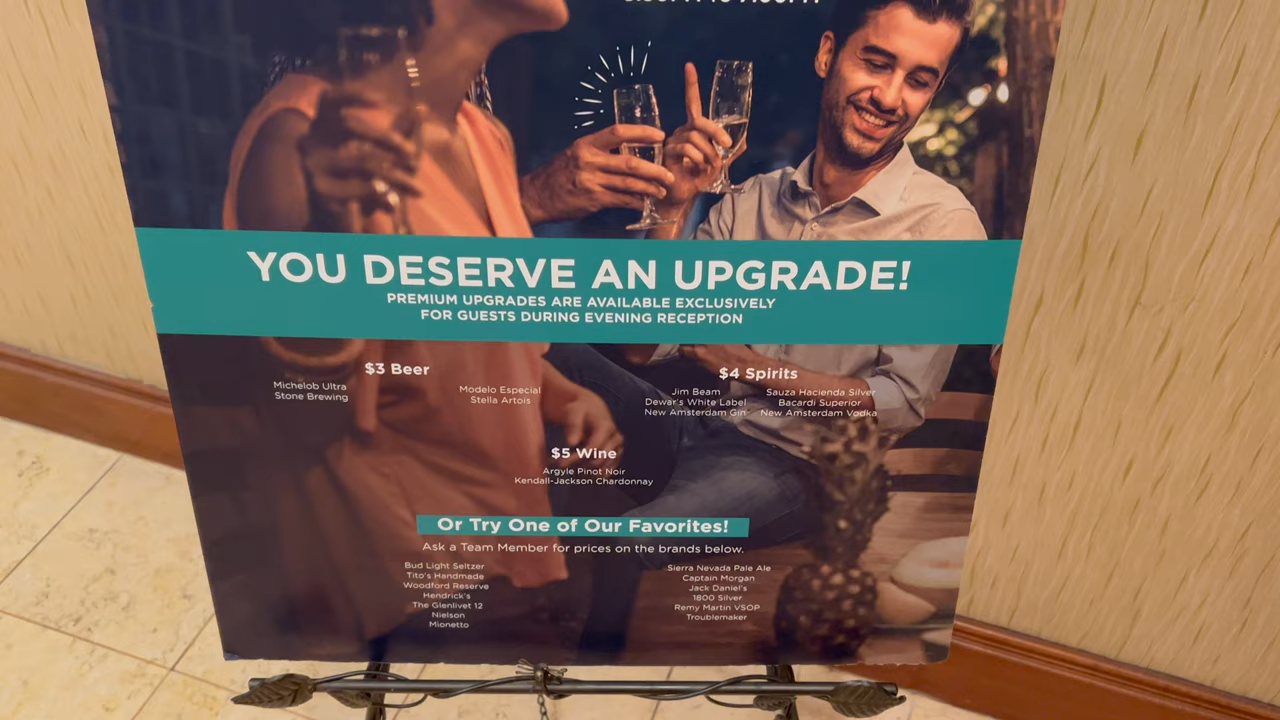 YOU DESERVE AN UPGRADE!
PREMIUM UPGRADES ARE AVAILABLE EXCLUSIVELY
FOR GUESTS DURING EVENING RECEPTION
$3 Beer
Michelob Ultra
Stone Brewing
Modelo Especial
Stella Artois
$4 Spirits
Jim Beam
Dewar's White Label
New Amsterdam Gin
Sauza Hacienda Silver
Bacardi Superior
New Amsterdam Vodka
$5 Wine
Argyle Pinot Noir
Kendall-Jackson Chardonnay
Or Try One of Our Favorites!
Ask a Team Member for prices on the brands below.
Bud Light Seltzer
Tito's Handmade
Woodford Reserve
Hendrick's
The Glenlivet 12
Nielson
Mionetto
Sierra Nevada Pale Ale
Captain Morgan
Jack Daniel's
1800 Silver
Remy Martin VSOP
Troublemaker